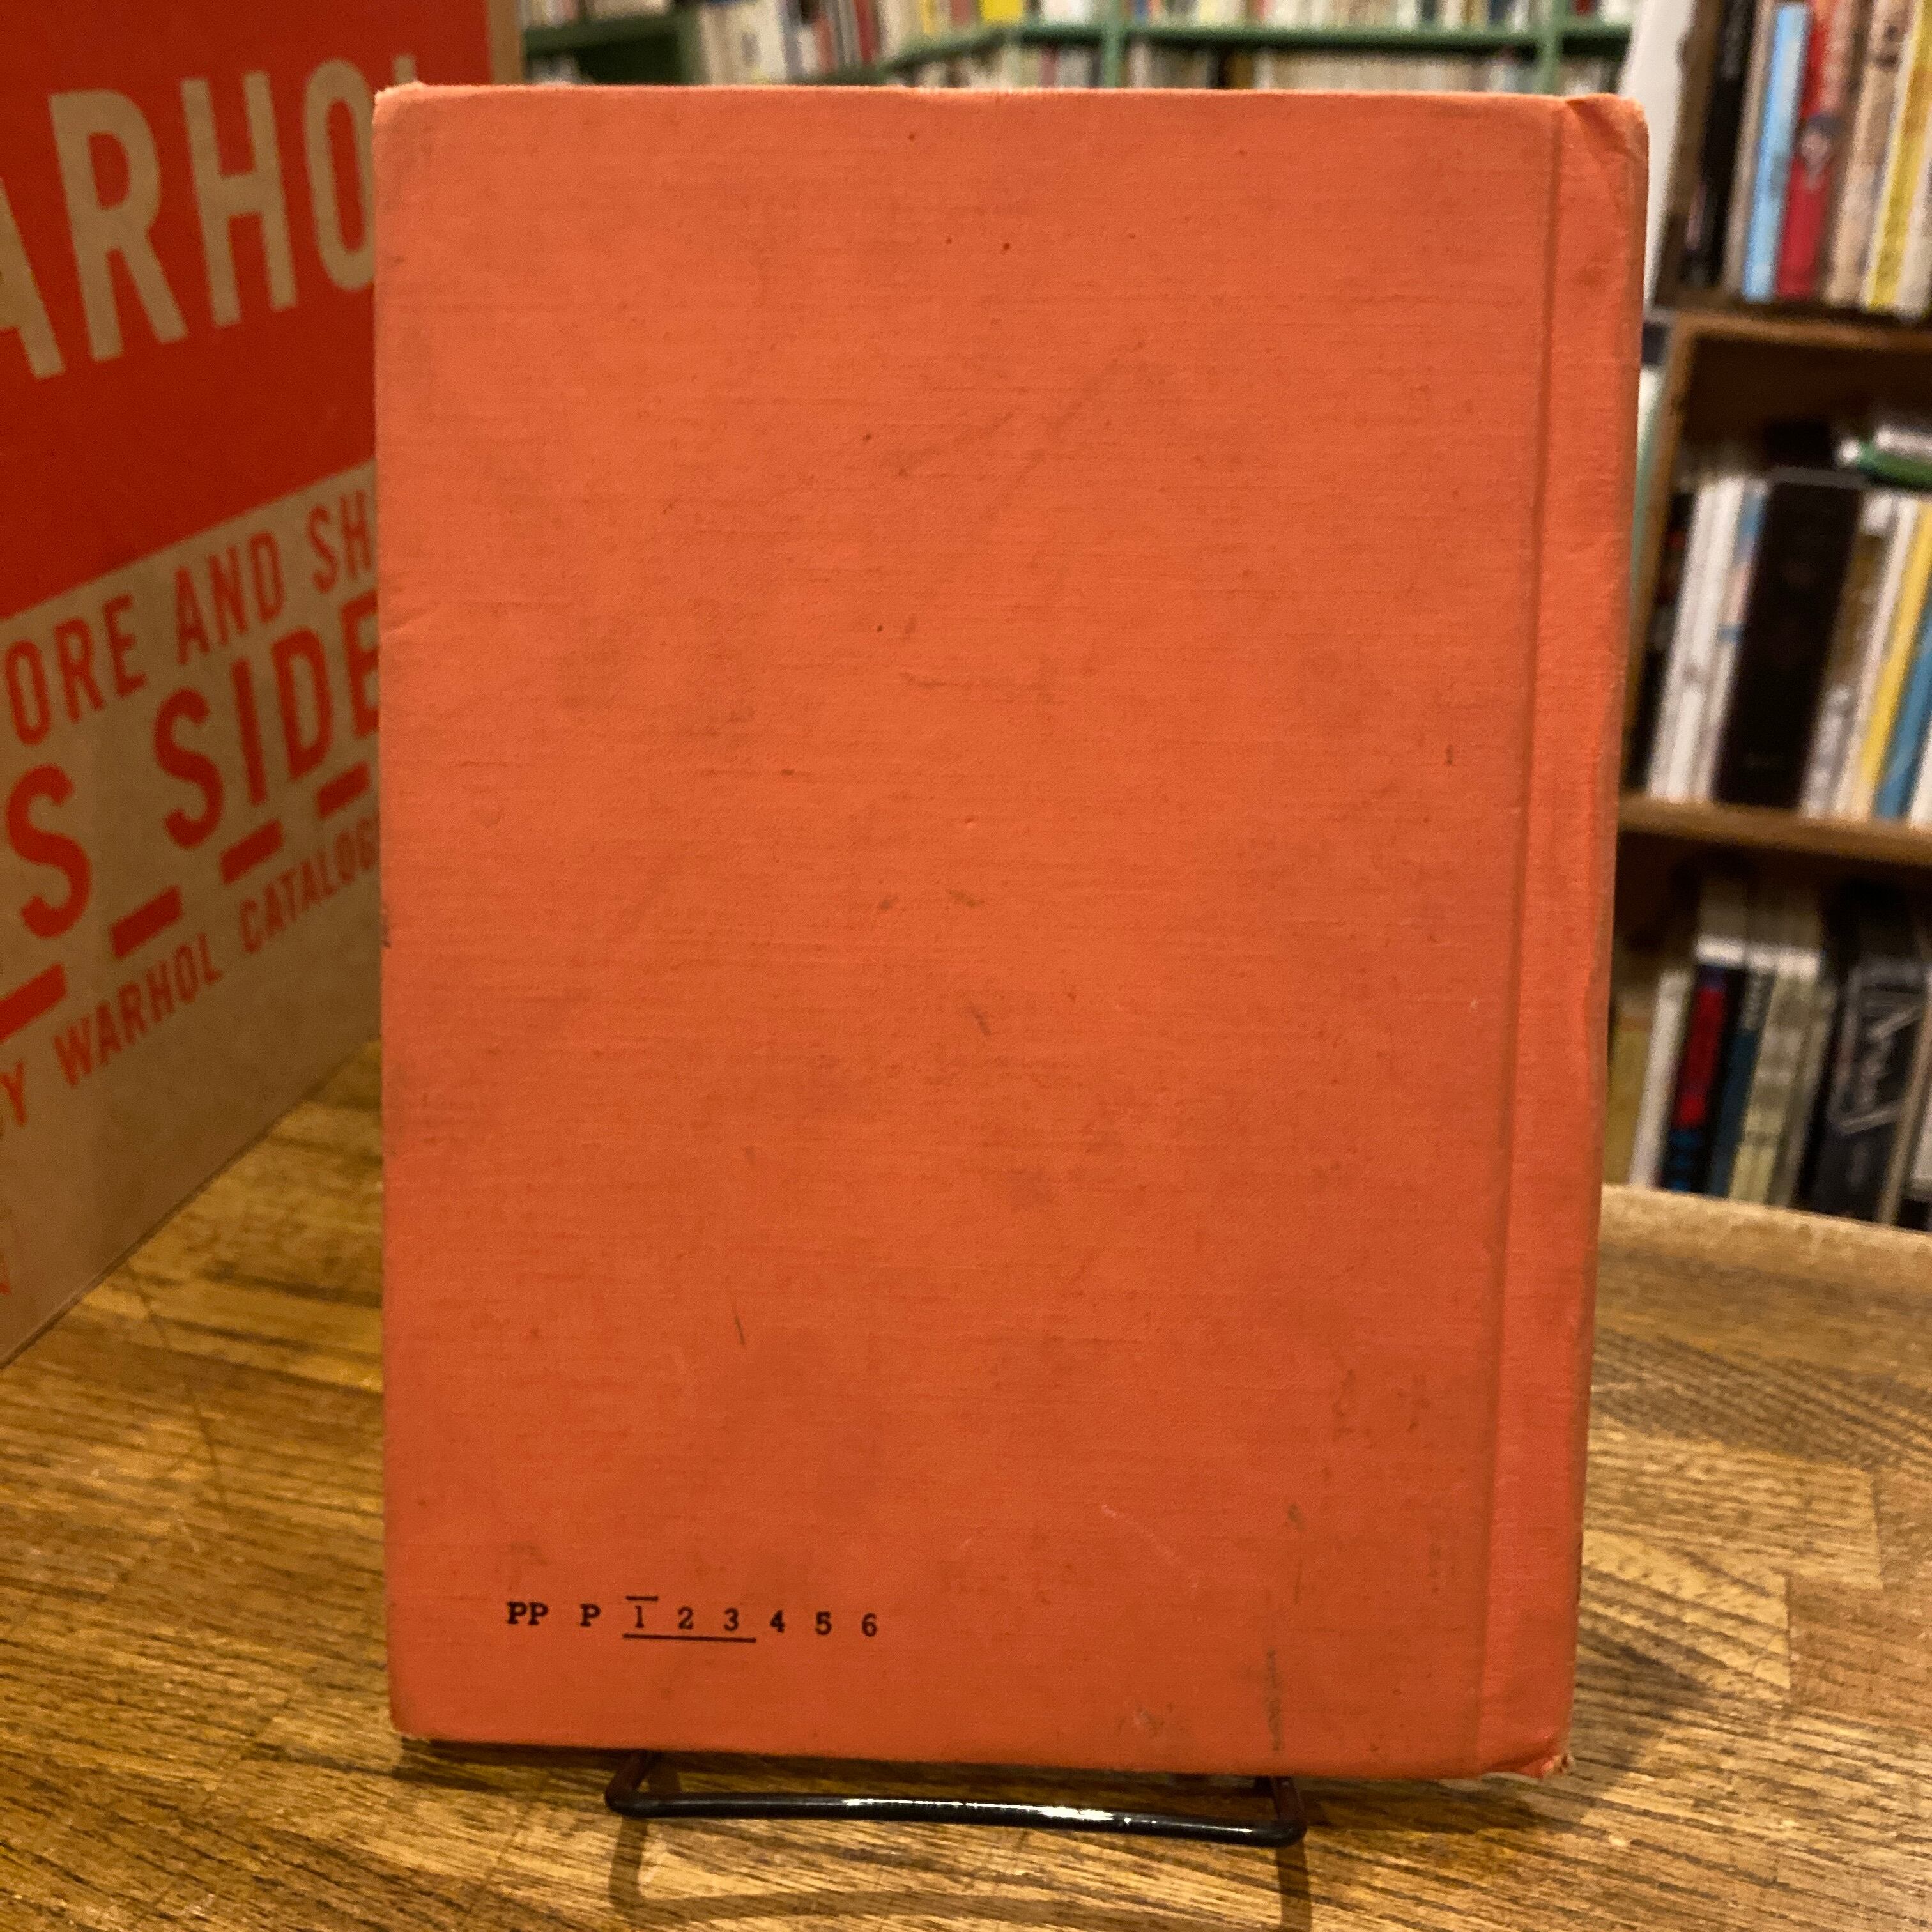 ARHO
ORE AND SH
S SIDE
Y WARHOL CATALOG
PP P 1 2 3 4 5 6